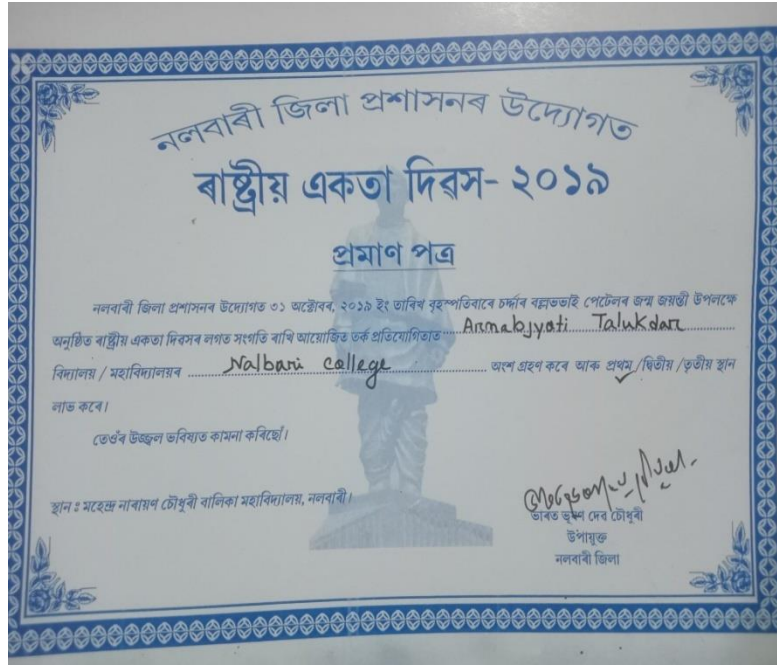 নলবাৰী জিলা প্ৰশাসনৰ উদ্যোগত
ৰাষ্ট্ৰীয় একতা দিৱস- ২০১৯
প্ৰমাণ পত্ৰ
নলবাৰী জিলা প্ৰশাসনৰ উদ্যোগত ৩১ অক্টোবৰ, ২০১৯ ইং তাৰিখ বৃহস্পতিবাৰে চৰ্দ্দাৰ বল্লভভাই পেটেলৰ জন্ম জয়ন্তী উপলক্ষে
অনুষ্ঠিত ৰাষ্ট্ৰীয় একতা দিৱসৰ লগত সংগতি ৰাখি আয়োজিত তৰ্ক প্ৰতিযোগিতাত Arnnabjyoti Talukdar
বিদ্যালয় / মহাবিদ্যালয়ৰ Nalbari College অংশ গ্ৰহণ কৰে আৰু প্ৰথম /দ্বিতীয় /তৃতীয় স্থান
লাভ কৰে।
তেওঁৰ উজ্জ্বল ভৱিষ্যত কামনা কৰিছোঁ।
স্থান ঃ মহেন্দ্ৰ নাৰায়ণ চৌধুৰী বালিকা মহাবিদ্যালয়, নলবাৰী।
ভাৰত ভূষণ দেৱ চৌধুৰী
উপায়ুক্ত
নলবাৰী জিলা